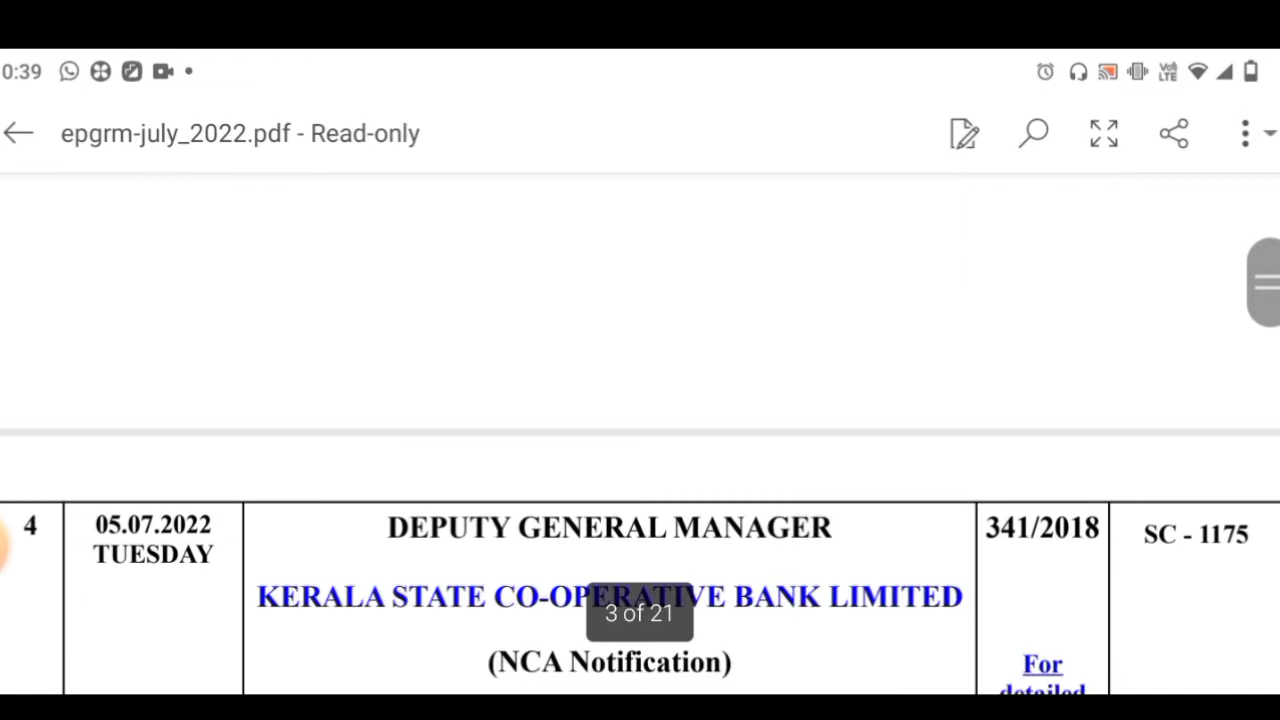 0:39
epgrm-july_2022.pdf - Read-only
4
05.07.2022
TUESDAY
DEPUTY GENERAL MANAGER
341/2018
SC - 1175
KERALA STATE CO-OPERATIVE BANK LIMITED
3 of 21
(NCA Notification)
For
detailed